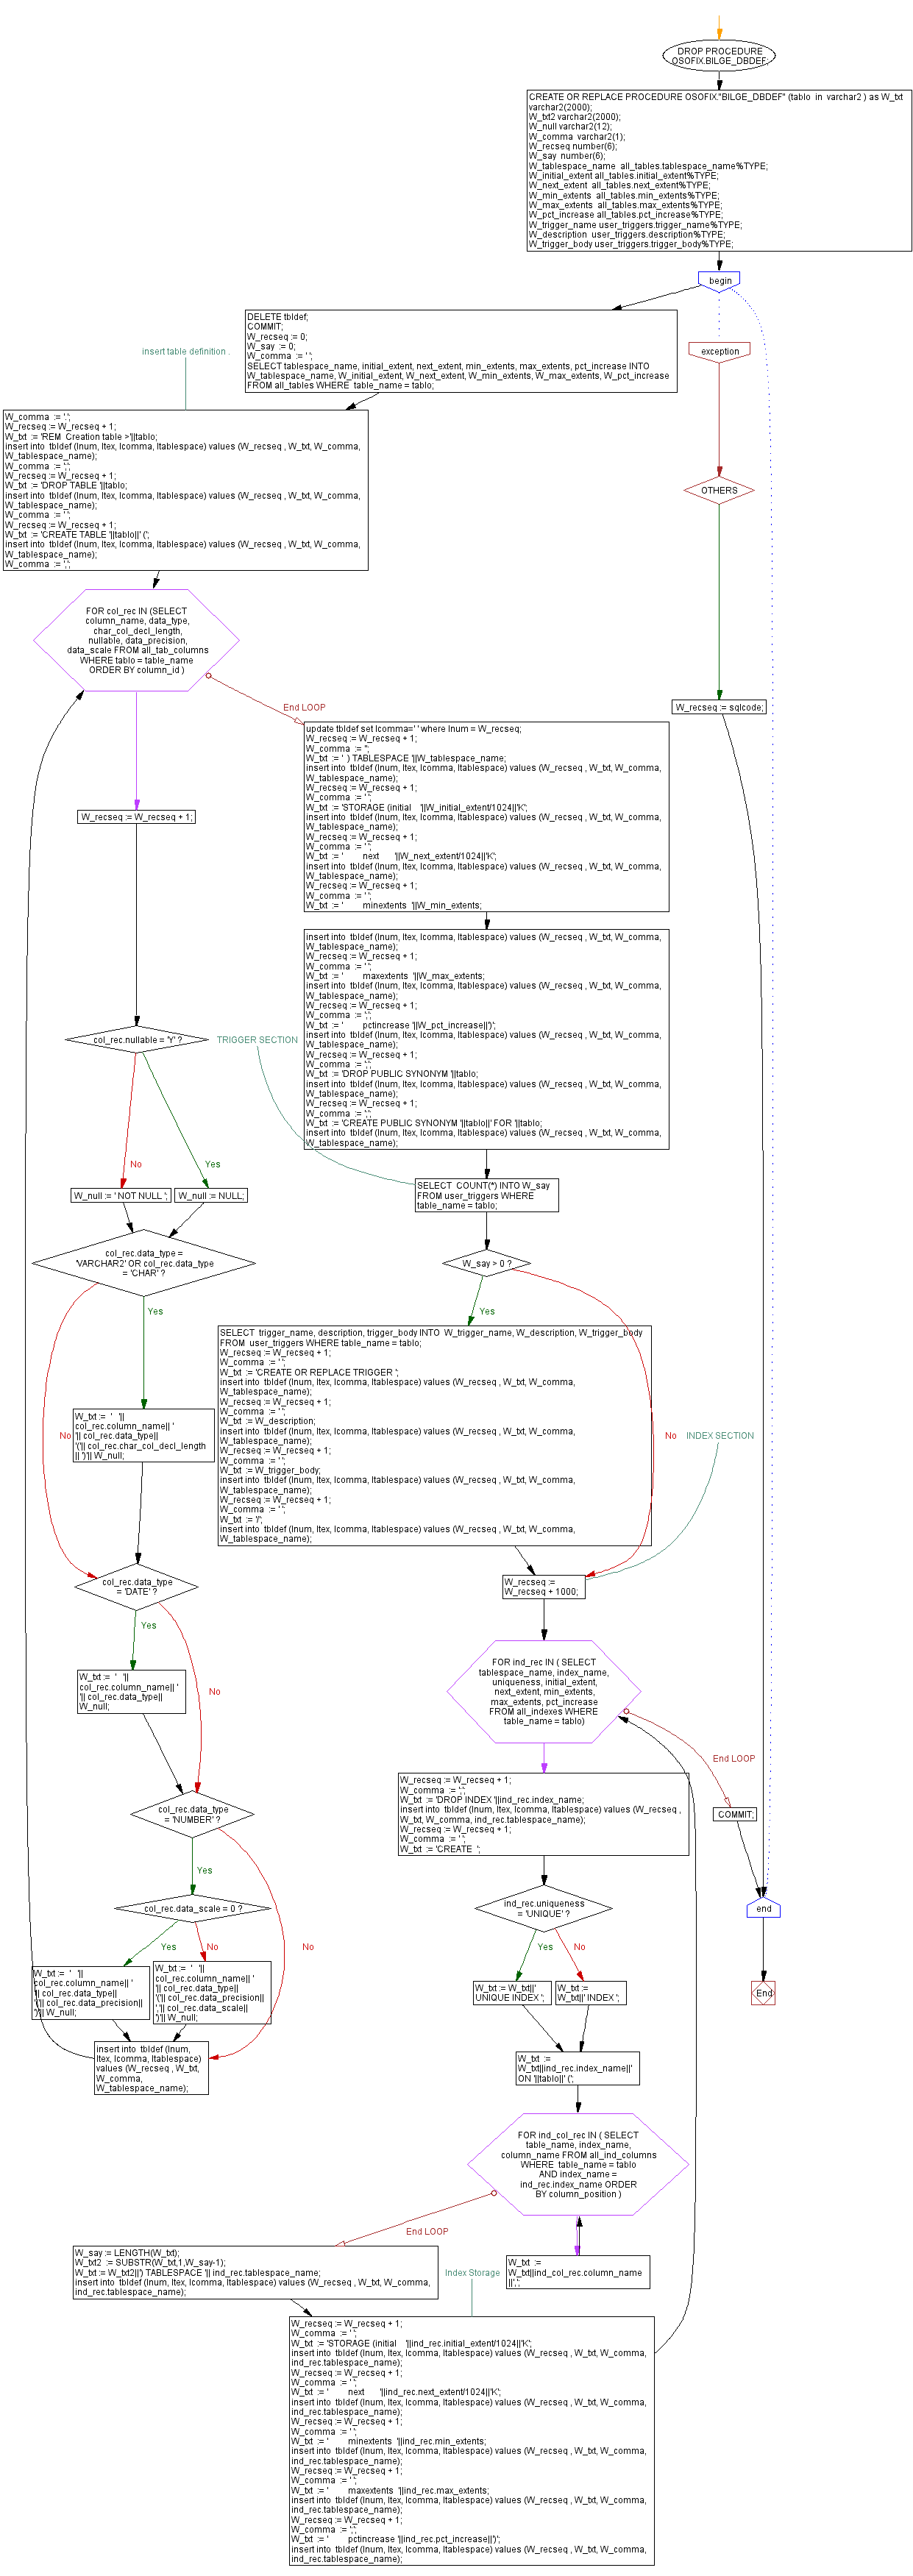 DROP PROCEDURE
OSOFIX.BILGE_DBDEF;
CREATE OR REPLACE PROCEDURE OSOFIX."BILGE_DBDEF" (tablo in varchar2 ) as W_txt
varchar2(2000);
W_txt2 varchar2(2000);
W_null varchar2(12);
W_comma varchar2(1);
W_recseq number(6);
W_say number(6);
W_tablespace_name all_tables.tablespace_name%TYPE;
W_initial_extent all_tables.initial_extent%TYPE;
W_next_extent all_tables.next_extent%TYPE;
W_min_extents all_tables.min_extents%TYPE;
W_max_extents all_tables.max_extents%TYPE;
W_pct_increase all_tables.pct_increase%TYPE;
W_trigger_name user_triggers.trigger_name%TYPE;
W_description user_triggers.description%TYPE;
W_trigger_body user_triggers.trigger_body%TYPE;
begin
DELETE tbldef;
COMMIT;
W_recseq := 0;
W_say := 0;
W_comma := ' ';
SELECT tablespace_name, initial_extent, next_extent, min_extents, max_extents, pct_increase INTO
W_tablespace_name, W_initial_extent, W_next_extent, W_min_extents, W_max_extents, W_pct_increase
FROM all_tables WHERE table_name = tablo;
exception
insert table definition .
W_comma := '.';
W_recseq := W_recseq + 1;
W_txt := 'REM Creation table >'||tablo;
insert into tbldef (lnum, ltex, lcomma, ltablespace) values (W_recseq , W_txt, W_comma,
W_tablespace_name);
W_comma := ';';
W_recseq := W_recseq + 1;
W_txt := 'DROP TABLE '||tablo;
insert into tbldef (lnum, ltex, lcomma, ltablespace) values (W_recseq , W_txt, W_comma,
W_tablespace_name);
W_comma := ' ';
W_recseq := W_recseq + 1;
W_txt := 'CREATE TABLE '||tablo||' (';
insert into tbldef (lnum, ltex, lcomma, ltablespace) values (W_recseq , W_txt, W_comma,
W_tablespace_name);
W_comma := ',';
OTHERS
FOR col_rec IN (SELECT
column_name, data_type,
char_col_decl_length,
nullable, data_precision,
data_scale FROM all_tab_columns
WHERE tablo = table_name
ORDER BY column_id )
End LOOP
W_recseq := sqlcode;
update tbldef set lcomma=' ' where lnum = W_recseq;
W_recseq := W_recseq + 1;
W_comma := '';
W_txt := ' ) TABLESPACE '||W_tablespace_name;
insert into tbldef (lnum, ltex, lcomma, ltablespace) values (W_recseq , W_txt, W_comma,
W_tablespace_name);
W_recseq := W_recseq + 1;
W_comma := ' ';
W_txt := 'STORAGE (initial '||W_initial_extent/1024||'K';
insert into tbldef (lnum, ltex, lcomma, ltablespace) values (W_recseq , W_txt, W_comma,
W_tablespace_name);
W_recseq := W_recseq + 1;
W_comma := ' ';
W_txt := ' next '||W_next_extent/1024||'K';
insert into tbldef (lnum, ltex, lcomma, ltablespace) values (W_recseq , W_txt, W_comma,
W_tablespace_name);
W_recseq := W_recseq + 1;
W_comma := ' ';
W_txt := ' minextents '||W_min_extents;
W_recseq := W_recseq + 1;
insert into tbldef (lnum, ltex, lcomma, ltablespace) values (W_recseq , W_txt, W_comma,
W_tablespace_name);
W_recseq := W_recseq + 1;
W_comma := ' ';
W_txt := ' maxextents '||W_max_extents;
insert into tbldef (lnum, ltex, lcomma, ltablespace) values (W_recseq , W_txt, W_comma,
W_tablespace_name);
W_recseq := W_recseq + 1;
W_comma := ';';
W_txt := ' pctincrease '||W_pct_increase||')';
insert into tbldef (lnum, ltex, lcomma, ltablespace) values (W_recseq , W_txt, W_comma,
W_tablespace_name);
W_recseq := W_recseq + 1;
W_comma := ';';
W_txt := 'DROP PUBLIC SYNONYM '||tablo;
insert into tbldef (lnum, ltex, lcomma, ltablespace) values (W_recseq , W_txt, W_comma,
W_tablespace_name);
W_recseq := W_recseq + 1;
W_comma := ';';
W_txt := 'CREATE PUBLIC SYNONYM '||tablo||' FOR '||tablo;
insert into tbldef (lnum, ltex, lcomma, ltablespace) values (W_recseq , W_txt, W_comma,
W_tablespace_name);
col_rec.nullable = 'Y' ?
TRIGGER SECTION
No
Yes
W_null := ' NOT NULL ';
W_null := NULL;
SELECT COUNT(*) INTO W_say
FROM user_triggers WHERE
table_name = tablo;
col_rec.data_type =
'VARCHAR2' OR col_rec.data_type
= 'CHAR' ?
W_say > 0 ?
Yes
Yes
SELECT trigger_name, description, trigger_body INTO W_trigger_name, W_description, W_trigger_body
FROM user_triggers WHERE table_name = tablo;
W_recseq := W_recseq + 1;
W_comma := ' ';
W_txt := 'CREATE OR REPLACE TRIGGER ';
insert into tbldef (lnum, ltex, lcomma, ltablespace) values (W_recseq , W_txt, W_comma,
W_tablespace_name);
W_recseq := W_recseq + 1;
W_comma := ' ';
W_txt := W_description;
insert into tbldef (lnum, ltex, lcomma, ltablespace) values (W_recseq , W_txt, W_comma,
W_tablespace_name);
W_recseq := W_recseq + 1;
W_comma := ' ';
W_txt := W_trigger_body;
insert into tbldef (lnum, ltex, lcomma, ltablespace) values (W_recseq , W_txt, W_comma,
W_tablespace_name);
W_recseq := W_recseq + 1;
W_comma := ' ';
W_txt := '/';
insert into tbldef (lnum, ltex, lcomma, ltablespace) values (W_recseq , W_txt, W_comma,
W_tablespace_name);
W_txt := ' '||
col_rec.column_name|| '
'|| col_rec.data_type||
'('|| col_rec.char_col_decl_length
|| ')'|| W_null;
No
No
INDEX SECTION
col_rec.data_type
= 'DATE' ?
W_recseq :=
W_recseq + 1000;
Yes
No
W_txt := ' '||
col_rec.column_name|| '
'|| col_rec.data_type||
W_null;
FOR ind_rec IN ( SELECT
tablespace_name, index_name,
uniqueness, initial_extent,
next_extent, min_extents,
max_extents, pct_increase
FROM all_indexes WHERE
table_name = tablo)
End LOOP
COMMIT;
W_recseq := W_recseq + 1;
W_comma := ';';
W_txt := 'DROP INDEX '||ind_rec.index_name;
insert into tbldef (lnum, ltex, lcomma, ltablespace) values (W_recseq ,
W_txt, W_comma, ind_rec.tablespace_name);
W_recseq := W_recseq + 1;
W_comma := ' ';
W_txt := 'CREATE ';
col_rec.data_type
= 'NUMBER' ?
Yes
No
col_rec.data_scale = 0 ?
Yes
No
ind_rec.uniqueness
= 'UNIQUE' ?
end
Yes
No
W_txt := ' '||
col_rec.column_name|| '
'|| col_rec.data_type||
'('|| col_rec.data_precision||
')'|| W_null;
W_txt := ' '||
col_rec.column_name|| '
'|| col_rec.data_type||
'('|| col_rec.data_precision||
','|| col_rec.data_scale||
')'|| W_null;
W_txt := W_txt||'
UNIQUE INDEX ';
W_txt :=
W_txt||' INDEX ';
End
insert into tbldef (lnum,
ltex, lcomma, ltablespace)
values (W_recseq , W_txt,
W_comma,
W_tablespace_name);
W_txt :=
W_txt||ind_rec.index_name||'
ON '||tablo||' (';
FOR ind_col_rec IN ( SELECT
table_name, index_name,
column_name FROM all_ind_columns
WHERE table_name = tablo
AND index_name =
ind_rec.index_name ORDER
BY column_position )
End LOOP
W_say := LENGTH(W_txt);
W_txt2 := SUBSTR(W_txt,1,W_say-1);
W_txt := W_txt2||') TABLESPACE '|| ind_rec.tablespace_name;
insert into tbldef (lnum, ltex, lcomma, ltablespace) values (W_recseq , W_txt, W_comma,
ind_rec.tablespace_name);
W_txt :=
W_txt||ind_col_rec.column_name
||',';
Index Storage
W_recseq := W_recseq + 1;
W_comma := ' ';
W_txt := 'STORAGE (initial '||ind_rec.initial_extent/1024||'K';
insert into tbldef (lnum, ltex, lcomma, ltablespace) values (W_recseq , W_txt, W_comma,
ind_rec.tablespace_name);
W_recseq := W_recseq + 1;
W_comma := ' ';
W_txt := ' next '||ind_rec.next_extent/1024||'K';
insert into tbldef (lnum, ltex, lcomma, ltablespace) values (W_recseq , W_txt, W_comma,
ind_rec.tablespace_name);
W_recseq := W_recseq + 1;
W_comma := ' ';
W_txt := ' minextents '||ind_rec.min_extents;
insert into tbldef (lnum, ltex, lcomma, ltablespace) values (W_recseq , W_txt, W_comma,
ind_rec.tablespace_name);
W_recseq := W_recseq + 1;
W_comma := ' ';
W_txt := ' maxextents '||ind_rec.max_extents;
insert into tbldef (lnum, ltex, lcomma, ltablespace) values (W_recseq , W_txt, W_comma,
ind_rec.tablespace_name);
W_recseq := W_recseq + 1;
W_comma := ';';
W_txt := ' pctincrease '||ind_rec.pct_increase||')';
insert into tbldef (lnum, ltex, lcomma, ltablespace) values (W_recseq , W_txt, W_comma,
ind_rec.tablespace_name);